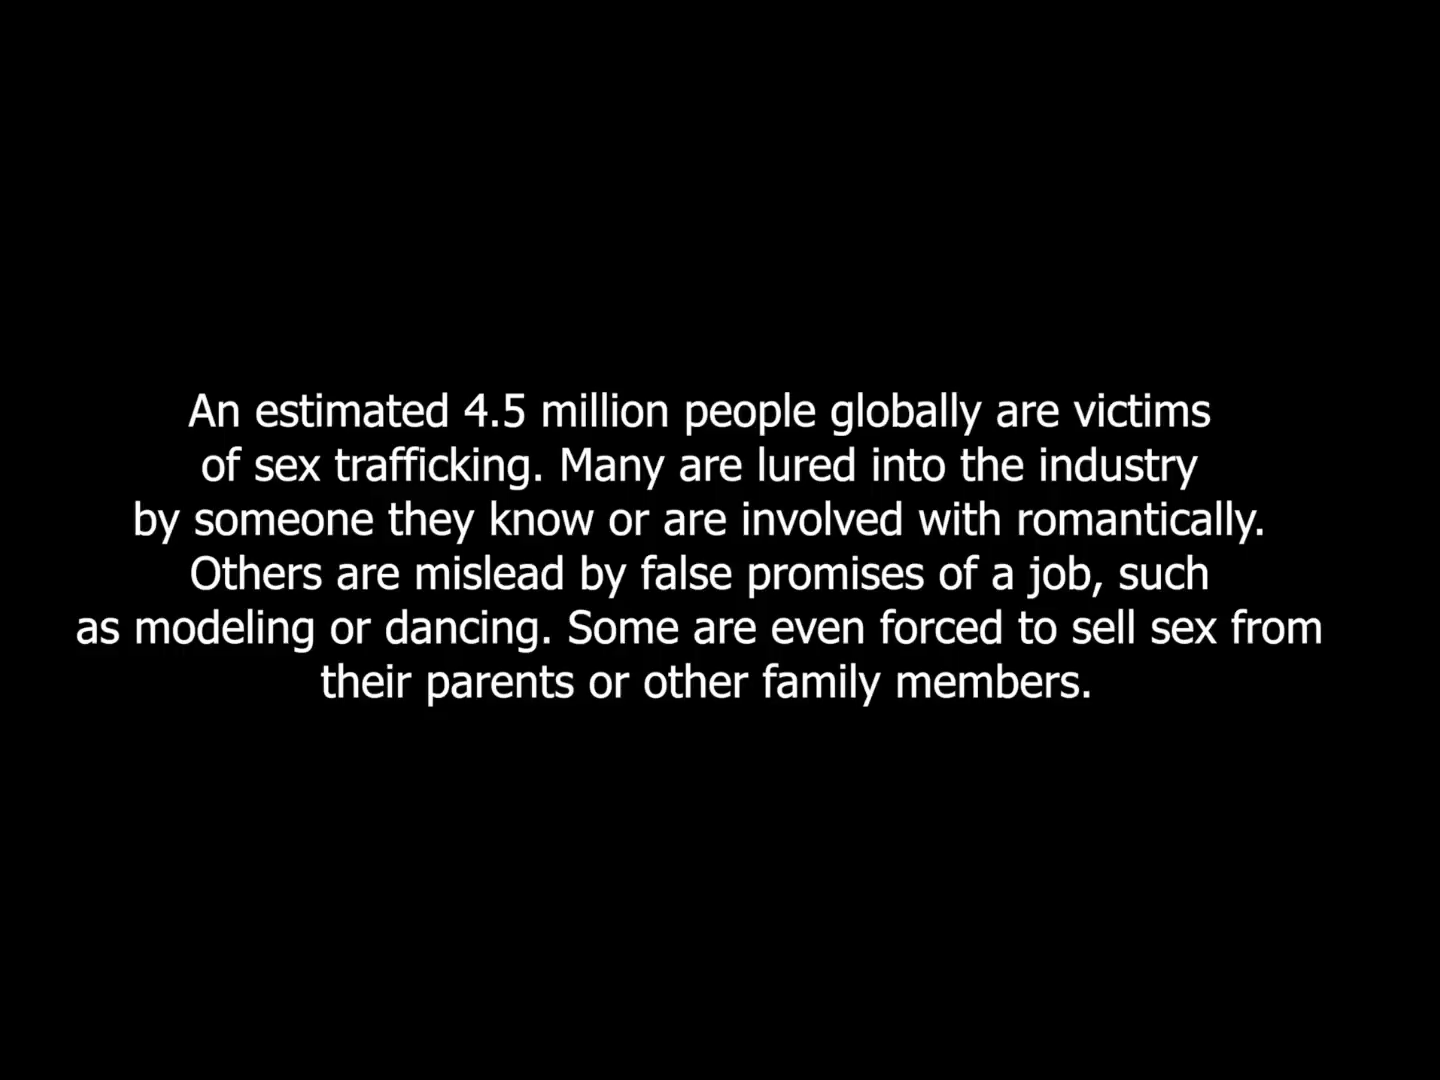 An estimated 4.5 million people globally are victims
of sex trafficking. Many are lured into the industry
by someone they know or are involved with romantically.
Others are mislead by false promises of a job, such
as modeling or dancing. Some are even forced to sell sex from
their parents or other family members.